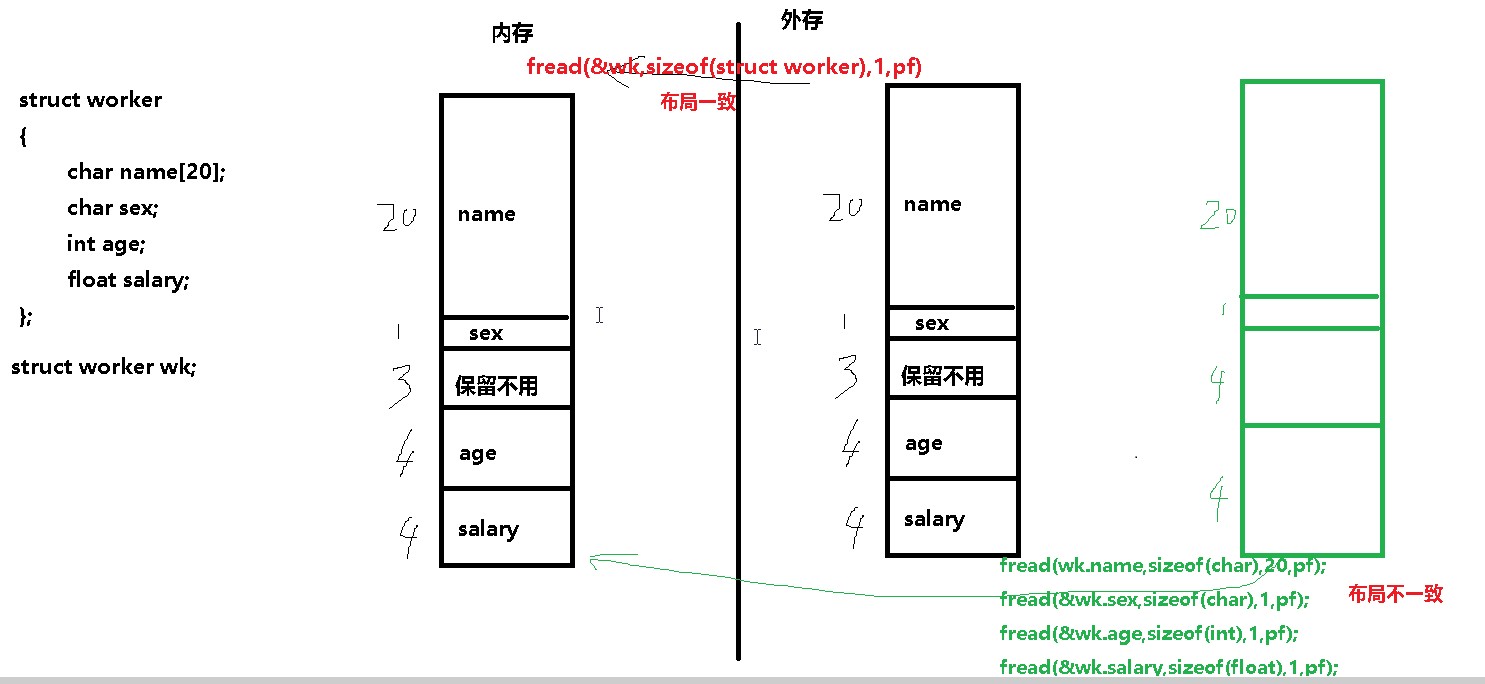 内存
外存
fread(&wk,sizeof(struct worker),1,pf)
布局一致
struct worker
{
char name[20];
char sex;
int age;
float salary;
};
struct worker wk;
20
name
1
sex
3
保留不用
4
age
4
salary
20
name
1
sex
3
保留不用
4
age
4
salary
20
1
4
4
fread(wk.name,sizeof(char),20,pf);
fread(&wk.sex,sizeof(char),1,pf);
fread(&wk.age,sizeof(int),1,pf);
fread(&wk.salary,sizeof(float),1,pf);
布局不一致